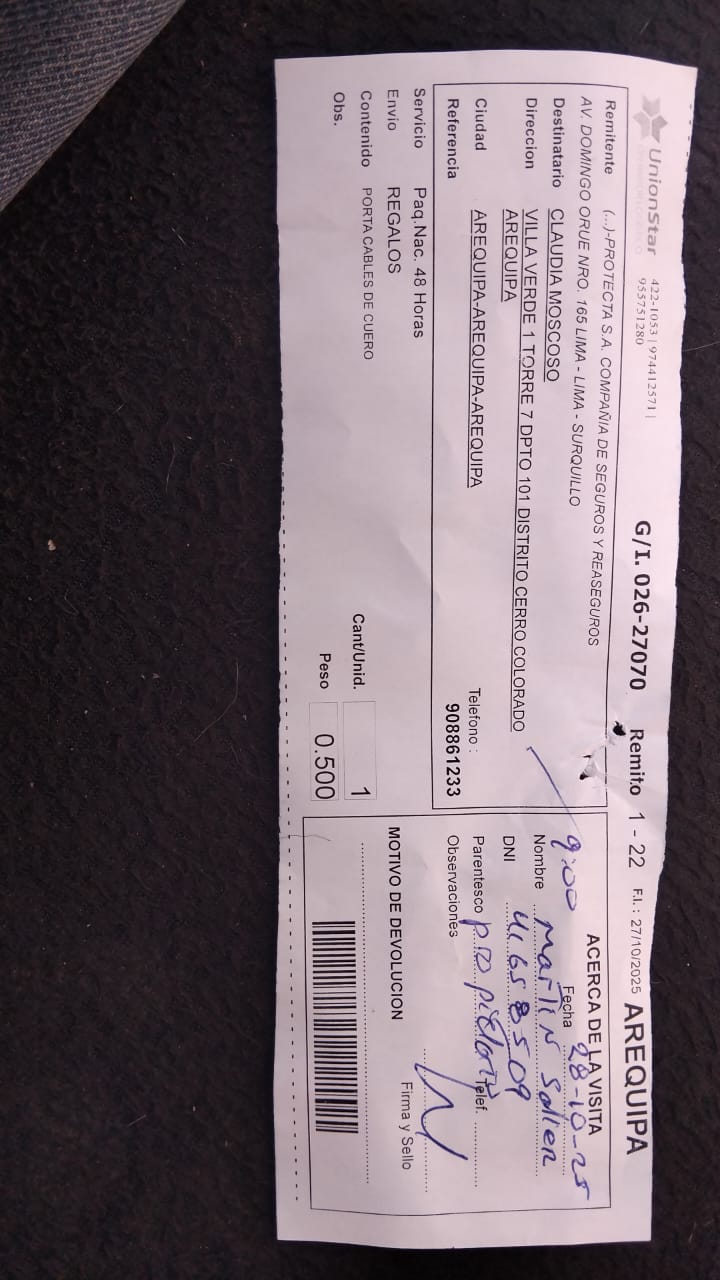 UnionStar
422-1053 | 974412571 |
955751280
G/I. 026-27070 Remito 1 - 22 F.I.: 27/10/2025 AREQUIPA
Remitente (...)-PROTECTA S.A. COMPAÑIA DE SEGUROS Y REASEGUROS
AV. DOMINGO ORUE NRO. 165 LIMA - LIMA - SURQUILLO
Destinatario CLAUDIA MOSCOSO
Direccion VILLA VERDE 1 TORRE 7 DPTO 101 DISTRITO CERRO COLORADO
AREQUIPA
Ciudad AREQUIPA-AREQUIPA-AREQUIPA
Telefono :
Referencia 908861233
Servicio Paq.Nac. 48 Horas
Envio REGALOS
Contenido PORTA CABLES DE CUERO
Obs.
Cant/Unid. 1
Peso 0.500
ACERCA DE LA VISITA
9:00 Fecha 28-10-25
Nombre Martin
DNI 41658509
Parentesco Telef.
Observaciones
Firma y Sello
MOTIVO DE DEVOLUCION